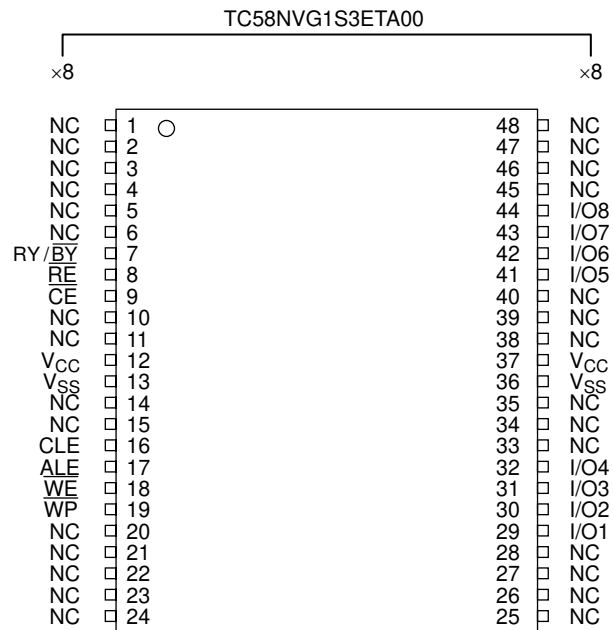 TC58NVG1S3ETA00
×8 ×8
NC 1 48 NC
NC 2 47 NC
NC 3 46 NC
NC 4 45 NC
NC 5 44 I/O8
NC 6 43 I/O7
RY/B̅Y̅ 7 42 I/O6
R̅E̅ 8 41 I/O5
C̅E̅ 9 40 NC
NC 10 39 NC
NC 11 38 NC
VCC 12 37 VCC
VSS 13 36 VSS
NC 14 35 NC
NC 15 34 NC
CLE 16 33 NC
ALE 17 32 I/O4
W̅E̅ 18 31 I/O3
W̅P̅ 19 30 I/O2
NC 20 29 I/O1
NC 21 28 NC
NC 22 27 NC
NC 23 26 NC
NC 24 25 NC